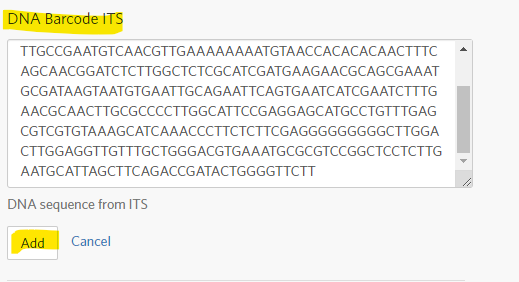 DNA Barcode ITS
TTGCCGAATGTCAACGTTGAAAAAAAATGTAACCACACACAACTTTC
AGCAACGGATCTCTTGGCTCTCGCATCGATGAAGAACGCAGCGAAAT
GCGATAAGTAATGTGAATTGCAGAATTCAGTGAATCATCGAATCTTTG
AACGCAACTTGCGCCCCTTGGCATTCCGAGGAGCATGCCTGTTTGAG
CGTCGTGTAAAGCATCAAACCCTTCTCTTCGAGGGGGGGGGCTTGGA
CTTGGAGGTTGTTTGCTGGGACGTGAAATGCGCGTCCGGCTCCTCTTG
AATGCATTAGCTTCAGACCGATACTGGGGTTCTT
DNA sequence from ITS
Add Cancel